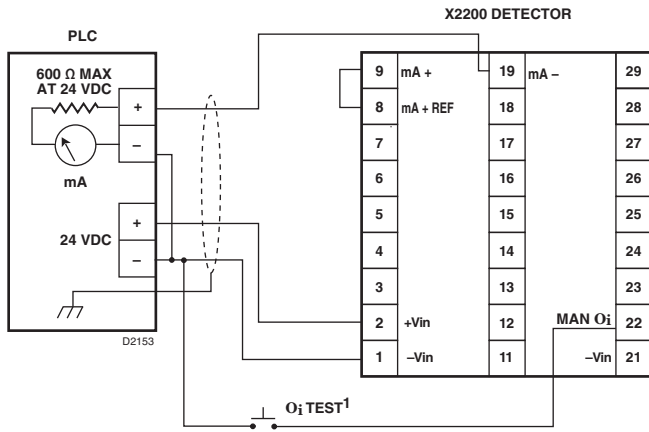 X2200 DETECTOR
PLC
600 Ω MAX
AT 24 VDC
+
–
mA
24 VDC
+
–
D2153
9 mA + 19 mA – 29
8 mA + REF 18 28
7 17 27
6 16 26
5 15 25
4 14 24
3 13 23
2 +Vin 12 MAN Oi 22
1 –Vin 11 –Vin 21
Oi TEST1